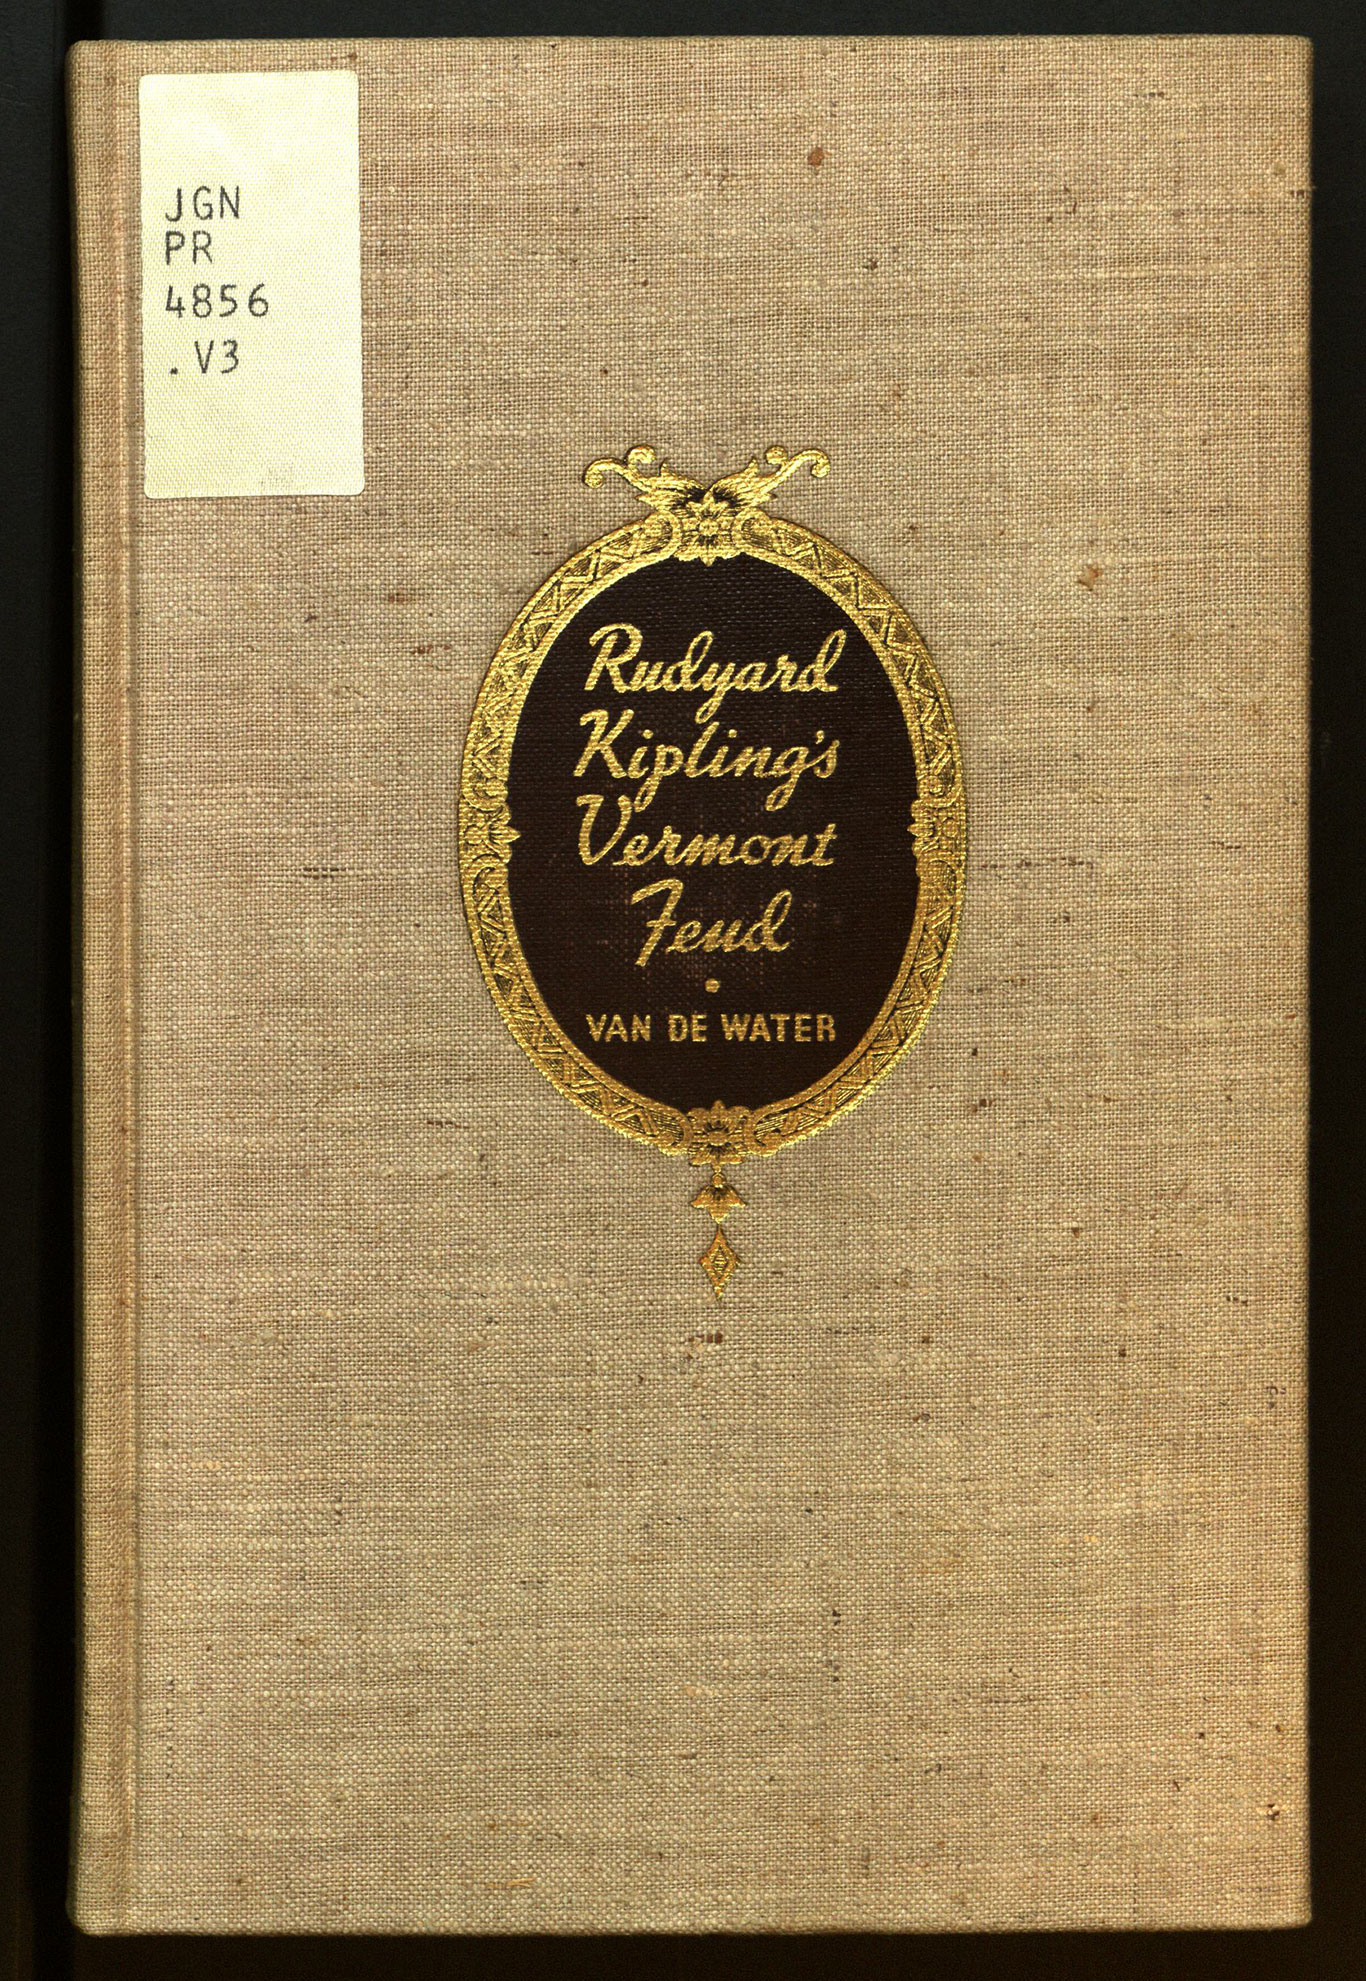 JGN
PR
4856
.V3
Rudyard
Kipling's
Vermont
Feud
VAN DE WATER